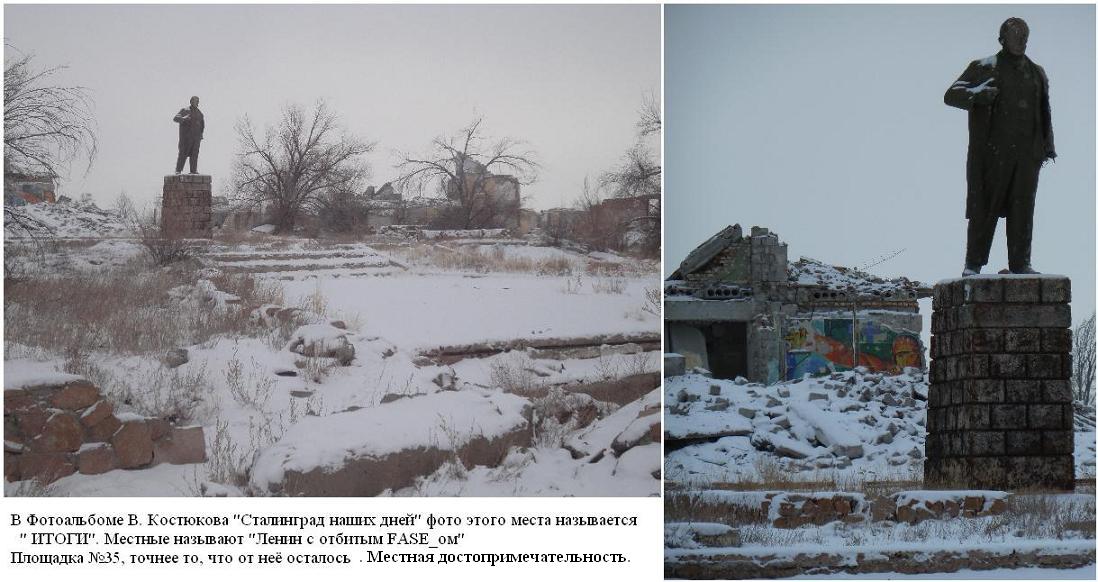 В Фотоальбоме В. Костюкова "Сталинград наших дней" фото этого места называется
" ИТОГИ". Местные называют "Ленин с отбитым FASE_ом"
Площадка №35, точнее то, что от неё осталось . Местная достопримечательность.